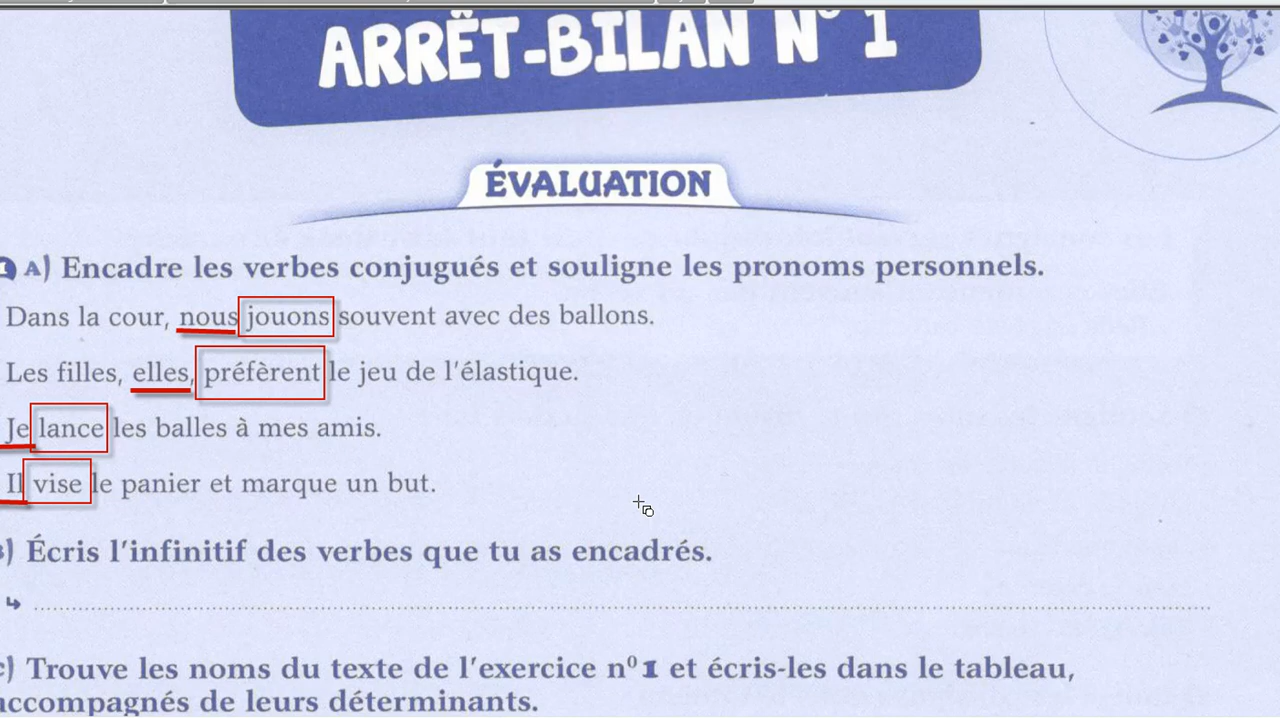 ARRÊT-BILAN N° 1
ÉVALUATION
A) Encadre les verbes conjugués et souligne les pronoms personnels.
Dans la cour, nous jouons souvent avec des ballons.
Les filles, elles, préfèrent le jeu de l'élastique.
Je lance les balles à mes amis.
Il vise le panier et marque un but.
) Écris l'infinitif des verbes que tu as encadrés.
) Trouve les noms du texte de l'exercice n° 1 et écris-les dans le tableau,
accompagnés de leurs déterminants.